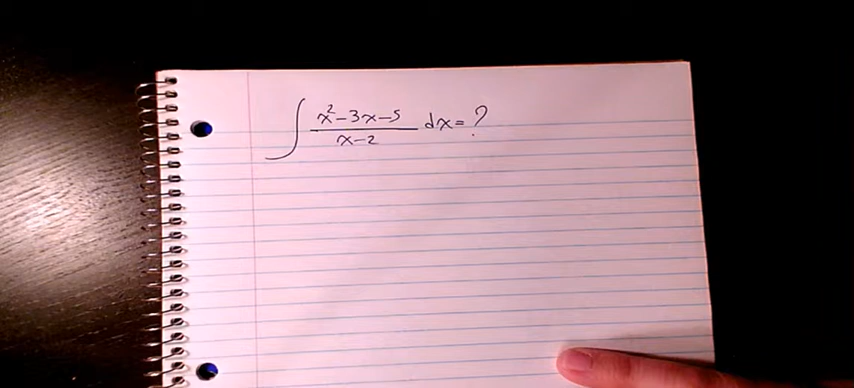 ∫ (x² - 3x - 5)/(x - 2) dx = ?